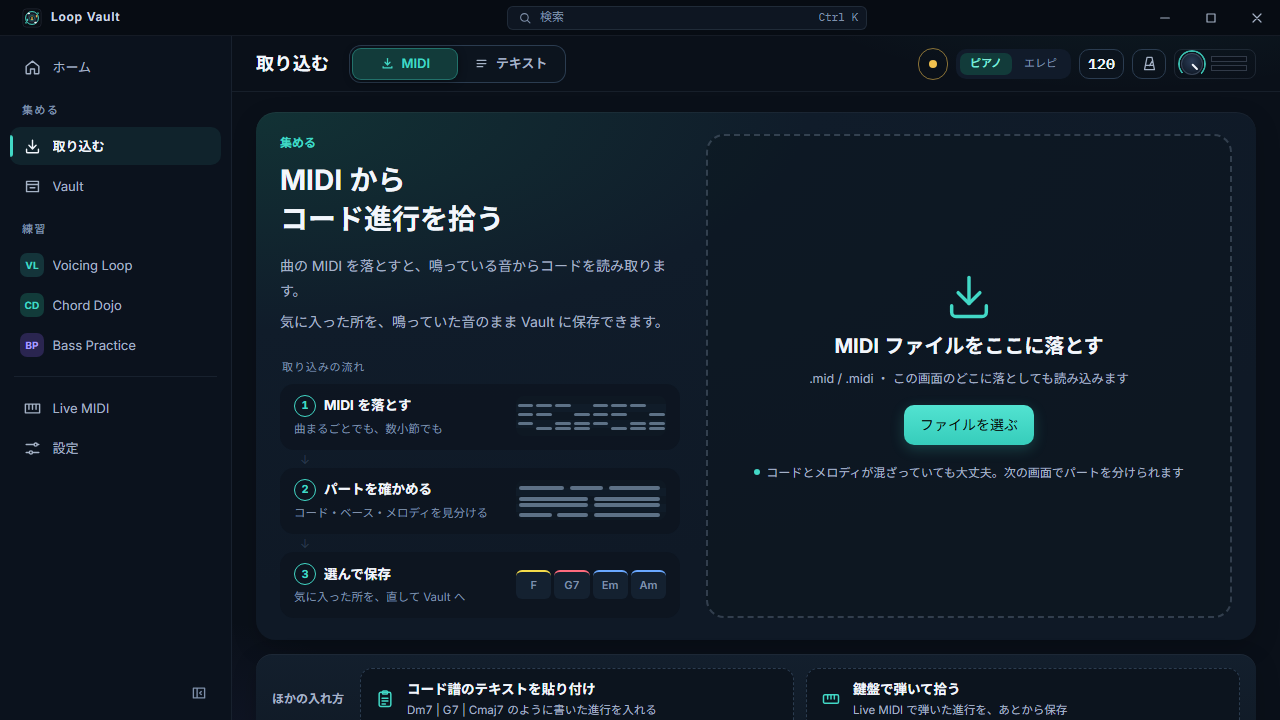 Loop Vault
検索
Ctrl K
ホーム
集める
取り込む
Vault
練習
VL Voicing Loop
CD Chord Dojo
BP Bass Practice
Live MIDI
設定
取り込む
MIDI
テキスト
ピアノ
エレピ
120
集める
MIDI から
コード進行を拾う
曲の MIDI を落とすと、鳴っている音からコードを読み取りま
す。
気に入った所を、鳴っていた音のまま Vault に保存できます。
取り込みの流れ
1 MIDI を落とす
曲まるごとでも、数小節でも
2 パートを確かめる
コード・ベース・メロディを見分ける
3 選んで保存
気に入った所を、直して Vault へ
F G7 Em Am
MIDI ファイルをここに落とす
.mid / .midi ・ この画面のどこに落としても読み込みます
ファイルを選ぶ
コードとメロディが混ざっていても大丈夫。次の画面でパートを分けられます
ほかの入れ方
コード譜のテキストを貼り付け
Dm7 | G7 | Cmaj7 のように書いた進行を入れる
鍵盤で弾いて拾う
Live MIDI で弾いた進行を、あとから保存